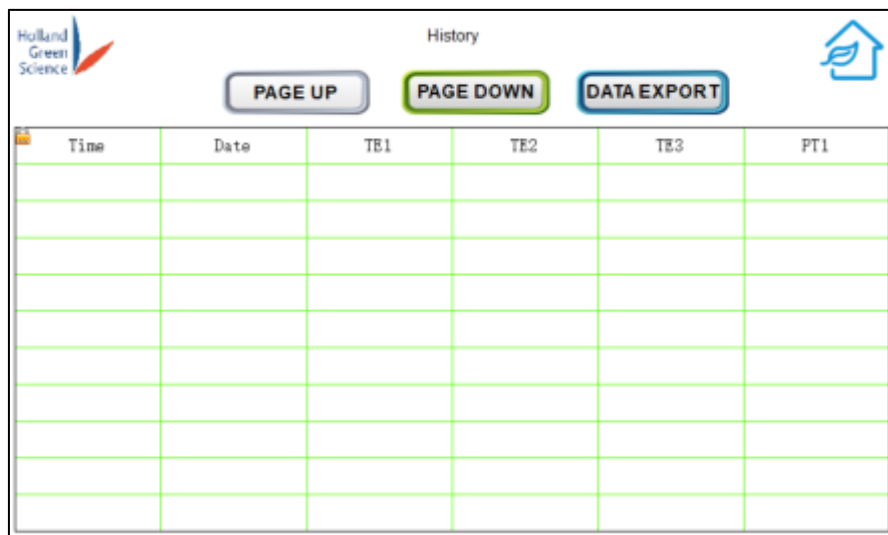 Holland
Green
Science
History
PAGE UP PAGE DOWN DATA EXPORT
Time Date TE1 TE2 TE3 PT1